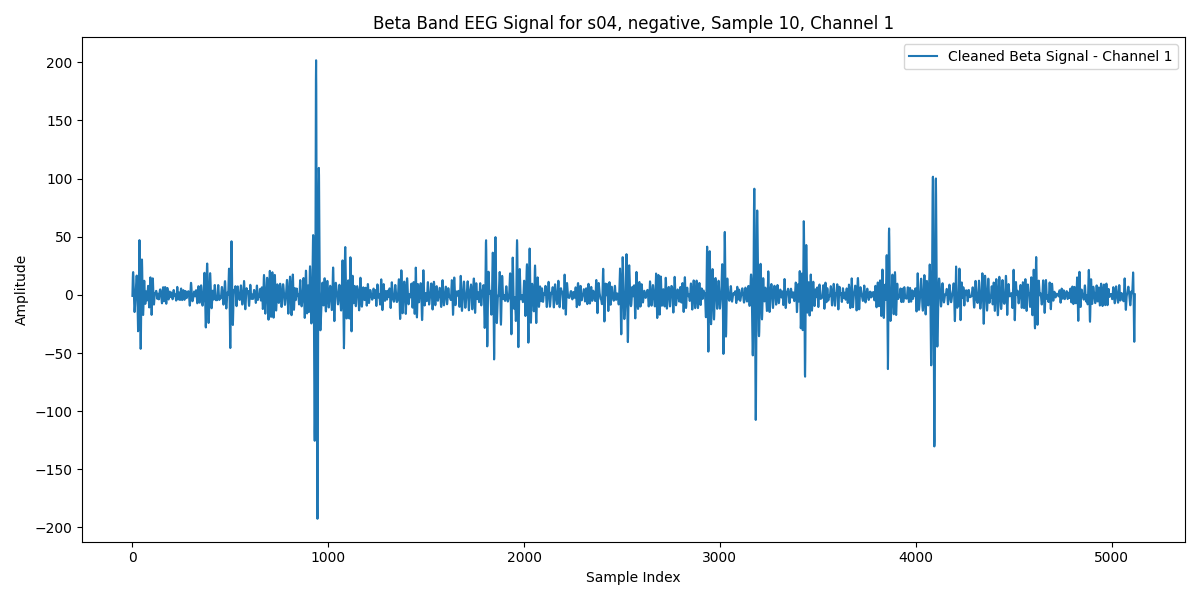 Beta Band EEG Signal for s04, negative, Sample 10, Channel 1
Cleaned Beta Signal - Channel 1
Amplitude
200
150
100
50
0
−50
−100
−150
−200
0 1000 2000 3000 4000 5000
Sample Index